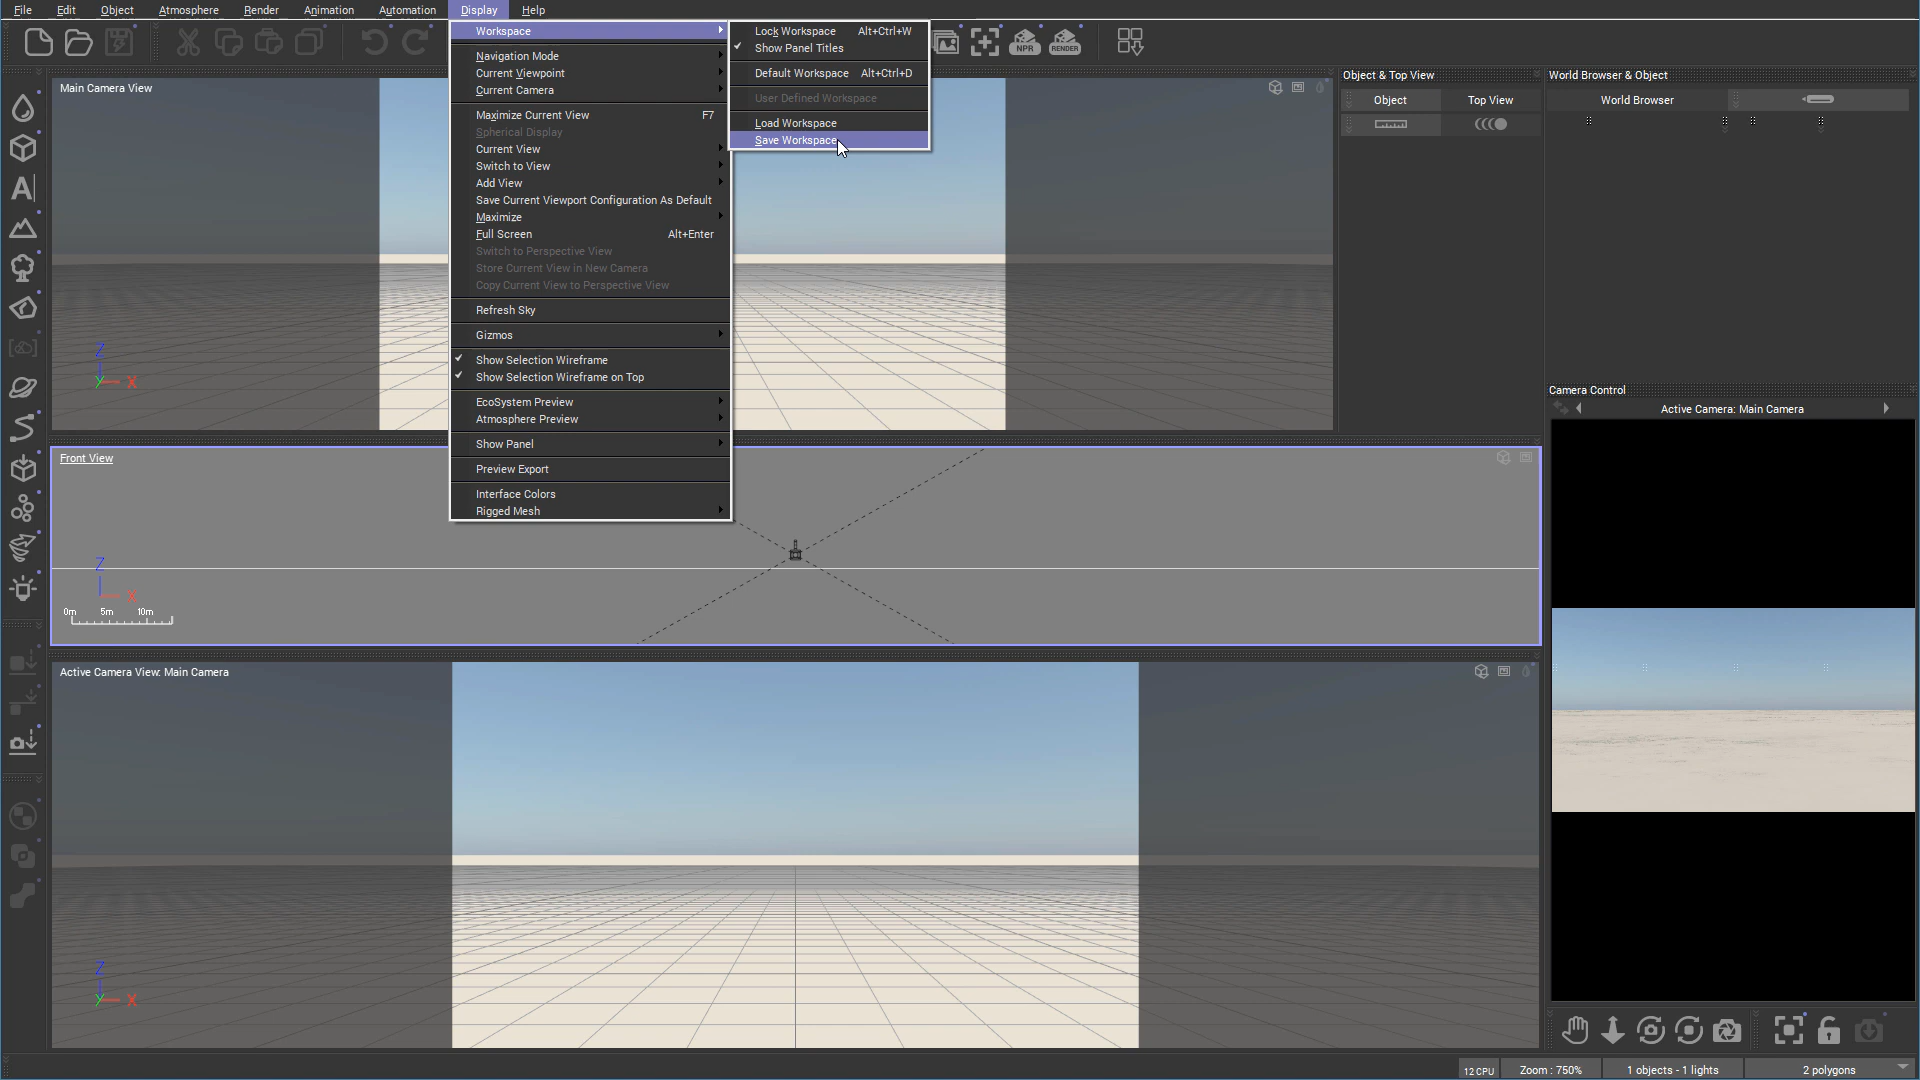 File Edit Object Atmosphere Render Animation Automation Display Help
Workspace
Navigation Mode
Current Viewpoint
Current Camera
Maximize Current View F7
Spherical Display
Current View
Switch to View
Add View
Save Current Viewport Configuration As Default
Maximize
Full Screen Alt+Enter
Switch to Perspective View
Store Current View in New Camera
Copy Current View to Perspective View
Refresh Sky
Gizmos
Show Selection Wireframe
Show Selection Wireframe on Top
EcoSystem Preview
Atmosphere Preview
Show Panel
Preview Export
Interface Colors
Rigged Mesh
Lock Workspace Alt+Ctrl+W
Show Panel Titles
Default Workspace Alt+Ctrl+D
User Defined Workspace
Load Workspace
Save Workspace
NPR
RENDER
A
Main Camera View
Z
Y X
Object & Top View
Object Top View
World Browser & Object
World Browser
Camera Control
Active Camera: Main Camera
Front View
Z
X
0m 5m 10m
Active Camera View: Main Camera
Z
Y X
12 CPU Zoom : 750% 1 objects - 1 lights 2 polygons